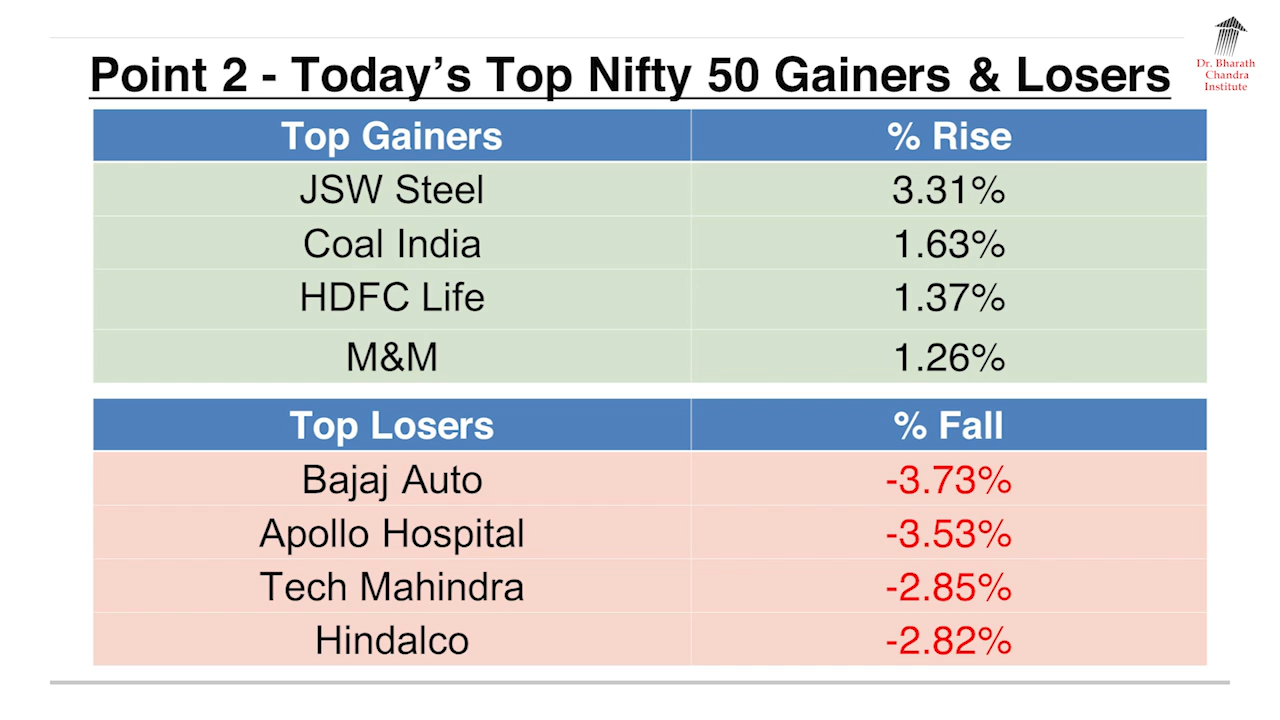 Point 2 - Today’s Top Nifty 50 Gainers & Losers
Dr. Bharath
Chandra
Institute
Top Gainers % Rise
JSW Steel 3.31%
Coal India 1.63%
HDFC Life 1.37%
M&M 1.26%
Top Losers % Fall
Bajaj Auto -3.73%
Apollo Hospital -3.53%
Tech Mahindra -2.85%
Hindalco -2.82%